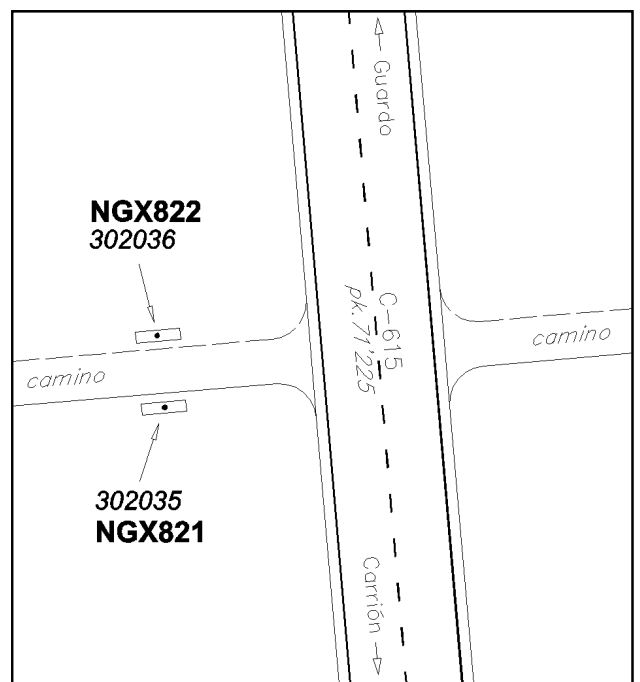 Guardo
NGX822
302036
C-615
pk.71'225
camino
camino
302035
NGX821
Carrión